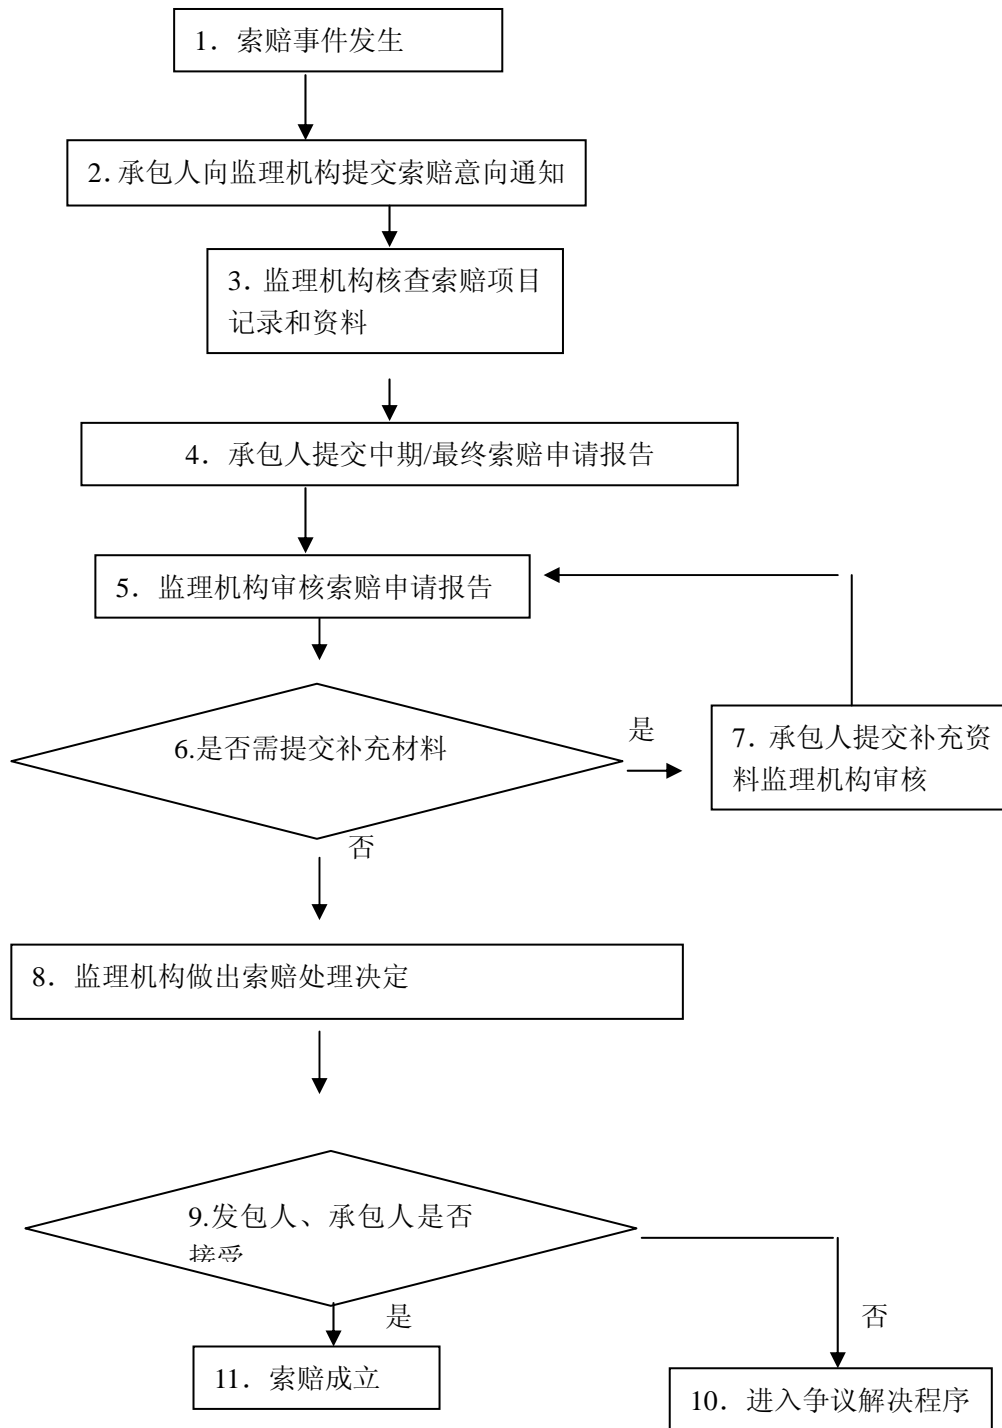 1．索赔事件发生
2.承包人向监理机构提交索赔意向通知
3．监理机构核查索赔项目
记录和资料
4．承包人提交中期/最终索赔申请报告
5．监理机构审核索赔申请报告
6.是否需提交补充材料
是
7．承包人提交补充资
料监理机构审核
否
8．监理机构做出索赔处理决定
9.发包人、承包人是否
接受
是
否
11．索赔成立
10．进入争议解决程序